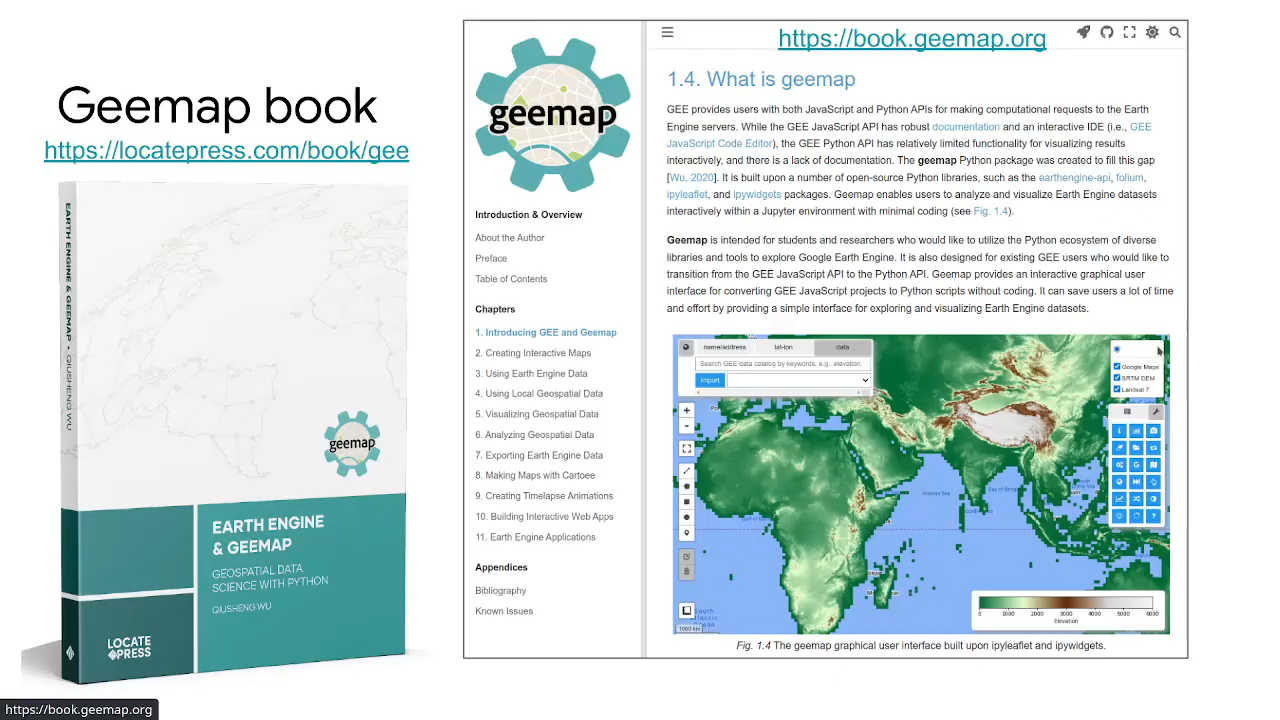 Geemap book
https://locatepress.com/book/gee
EARTH ENGINE & GEEMAP • QIUSHENG WU
geemap
EARTH ENGINE
& GEEMAP
GEOSPATIAL DATA
SCIENCE WITH PYTHON
QIUSHENG WU
LOCATE
PRESS
https://book.geemap.org
geemap
Introduction & Overview
About the Author
Preface
Table of Contents
Chapters
1. Introducing GEE and Geemap
2. Creating Interactive Maps
3. Using Earth Engine Data
4. Using Local Geospatial Data
5. Visualizing Geospatial Data
6. Analyzing Geospatial Data
7. Exporting Earth Engine Data
8. Making Maps with Cartoee
9. Creating Timelapse Animations
10. Building Interactive Web Apps
11. Earth Engine Applications
Appendices
Bibliography
Known Issues
https://book.geemap.org
1.4. What is geemap
GEE provides users with both JavaScript and Python APIs for making computational requests to the Earth
Engine servers. While the GEE JavaScript API has robust documentation and an interactive IDE (i.e., GEE
JavaScript Code Editor), the GEE Python API has relatively limited functionality for visualizing results
interactively, and there is a lack of documentation. The geemap Python package was created to fill this gap
[Wu, 2020]. It is built upon a number of open-source Python libraries, such as the earthengine-api, folium,
ipyleaflet, and ipywidgets packages. Geemap enables users to analyze and visualize Earth Engine datasets
interactively within a Jupyter environment with minimal coding (see Fig. 1.4).
Geemap is intended for students and researchers who would like to utilize the Python ecosystem of diverse
libraries and tools to explore Google Earth Engine. It is also designed for existing GEE users who would like to
transition from the GEE JavaScript API to the Python API. Geemap provides an interactive graphical user
interface for converting GEE JavaScript projects to Python scripts without coding. It can save users a lot of time
and effort by providing a simple interface for exploring and visualizing Earth Engine datasets.
name/address lat-lon data
Search GEE data catalog by keywords, e.g., elevation
Import
Google Maps
SRTM DEM
Landsat 7
South
Atlantic
Ocean
1000 km
0 1000 2000 3000 4000 5000 6000
Elevation
Fig. 1.4 The geemap graphical user interface built upon ipyleaflet and ipywidgets.